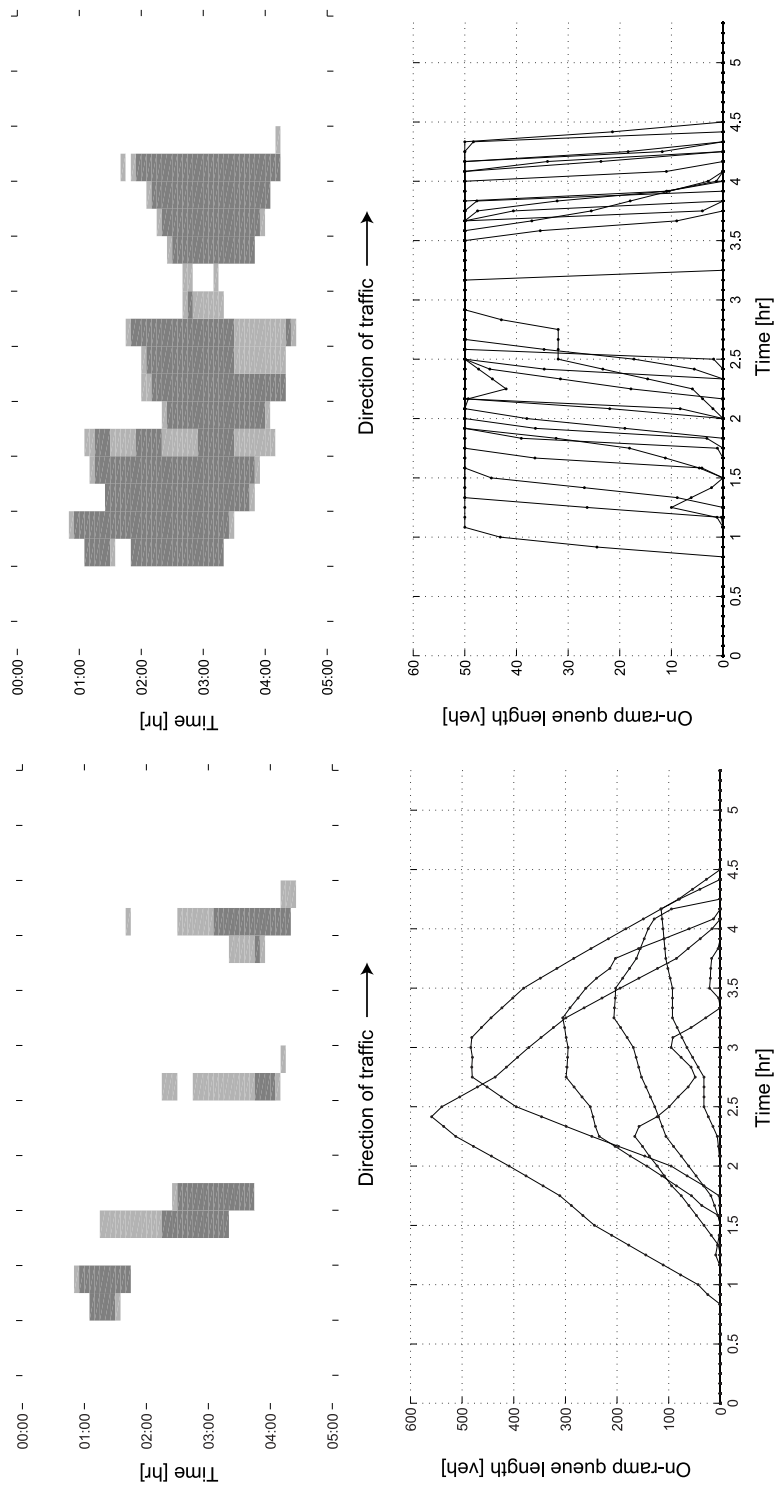 00:00
01:00
02:00
03:00
04:00
05:00
Time [hr]
Direction of traffic
00:00
01:00
02:00
03:00
04:00
05:00
Time [hr]
Direction of traffic
600
500
400
300
200
100
0
On-ramp queue length [veh]
0 0.5 1 1.5 2 2.5 3 3.5 4 4.5 5
Time [hr]
60
50
40
30
20
10
0
On-ramp queue length [veh]
0 0.5 1 1.5 2 2.5 3 3.5 4 4.5 5
Time [hr]